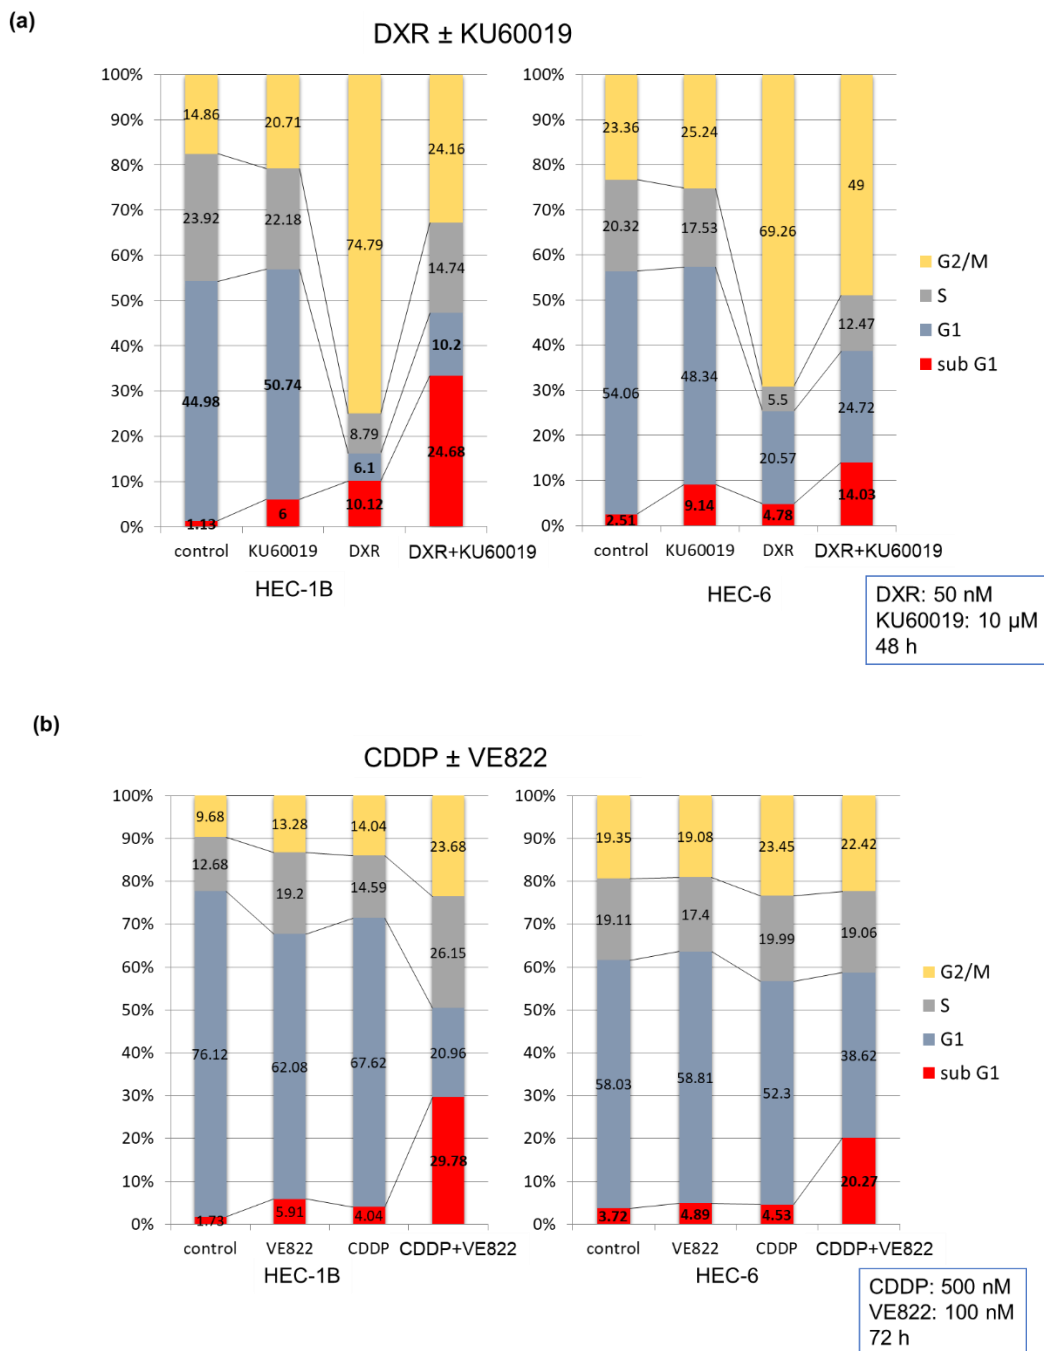 (a)
DXR ± KU60019
100%
90%
80%
70%
60%
50%
40%
30%
20%
10%
0%
14.86
23.92
44.98
1.13
20.71
22.18
50.74
6
74.79
8.79
6.1
10.12
24.16
14.74
10.2
24.68
control
KU60019
DXR
DXR+KU60019
HEC-1B
100%
90%
80%
70%
60%
50%
40%
30%
20%
10%
0%
23.36
20.32
54.06
2.51
25.24
17.53
48.34
9.14
69.26
5.5
20.57
4.78
49
12.47
24.72
14.03
control
KU60019
DXR
DXR+KU60019
HEC-6
G2/M
S
G1
sub G1
DXR: 50 nM
KU60019: 10 µM
48 h
(b)
CDDP ± VE822
100%
90%
80%
70%
60%
50%
40%
30%
20%
10%
0%
9.68
12.68
76.12
1.73
13.28
19.2
62.08
5.91
14.04
14.59
67.62
4.04
23.68
26.15
20.96
29.78
control
VE822
CDDP
CDDP+VE822
HEC-1B
100%
90%
80%
70%
60%
50%
40%
30%
20%
10%
0%
19.35
19.11
58.03
3.72
19.08
17.4
58.81
4.89
23.45
19.99
52.3
4.53
22.42
19.06
38.62
20.27
control
VE822
CDDP
CDDP+VE822
HEC-6
G2/M
S
G1
sub G1
CDDP: 500 nM
VE822: 100 nM
72 h